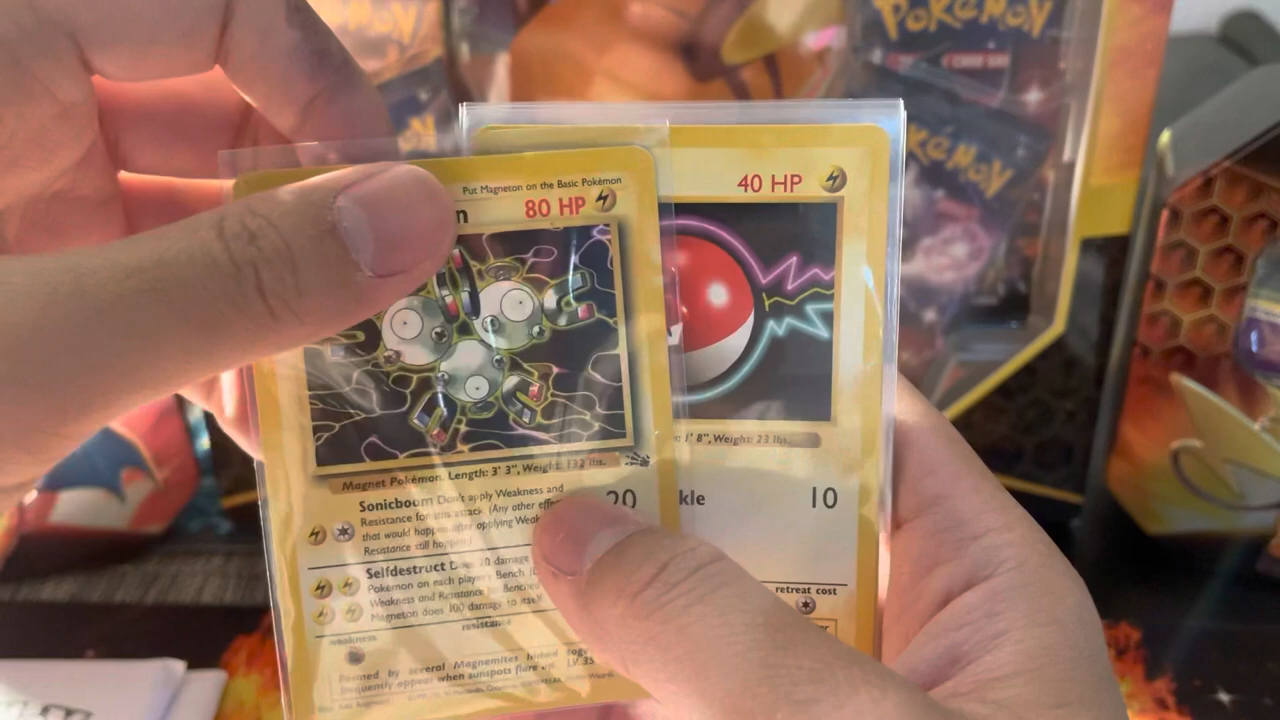 POKéMON
POKéMON
Put Magneton on the Basic Pokémon
n 80 HP
40 HP
Magnet Pokémon. Length: 3' 3", Weight: 132 lbs.
1' 8", Weight: 23 lbs.
Sonicboom Don't apply Weakness and
Resistance for this attack. (Any other
that would happen after applying
Resistance still happen.)
20
kle 10
Selfdestruct Does 20 damage
Pokémon on each player's Bench
Weakness and Resistance Benched
Magneton does 100 damage to itself
weakness
resistance
retreat cost
Formed by several Magnemites linked
frequently appear when sunspots flare up. LV. 35